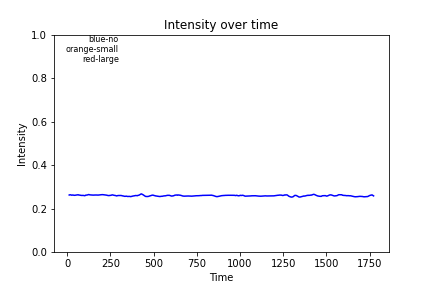 Intensity over time
blue-no
orange-small
red-large
1.0
0.8
0.6
0.4
0.2
0.0
Intensity
0 250 500 750 1000 1250 1500 1750
Time